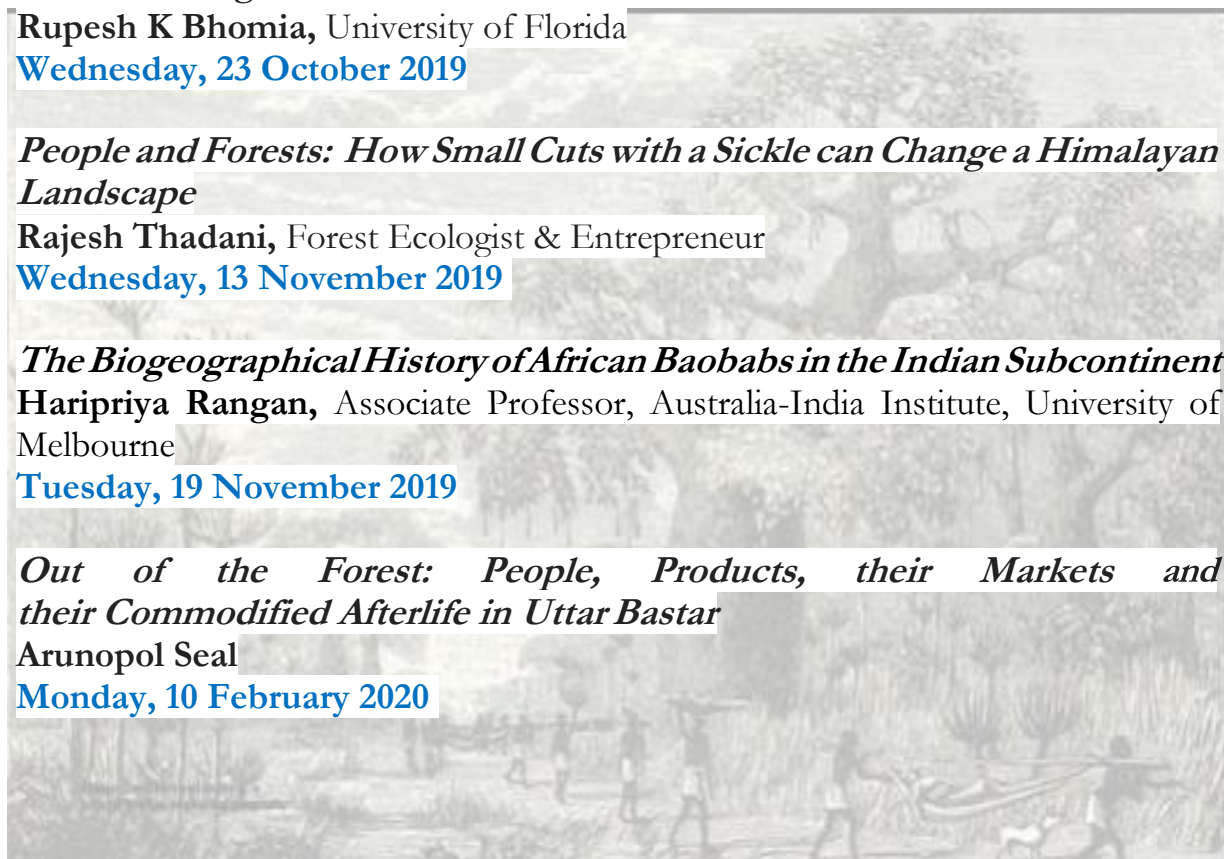 Rupesh K Bhomia, University of Florida
Wednesday, 23 October 2019
People and Forests: How Small Cuts with a Sickle can Change a Himalayan
Landscape
Rajesh Thadani, Forest Ecologist & Entrepreneur
Wednesday, 13 November 2019
The Biogeographical History of African Baobabs in the Indian Subcontinent
Haripriya Rangan, Associate Professor, Australia-India Institute, University of
Melbourne
Tuesday, 19 November 2019
Out of the Forest: People, Products, their Markets and
their Commodified Afterlife in Uttar Bastar
Arunopol Seal
Monday, 10 February 2020